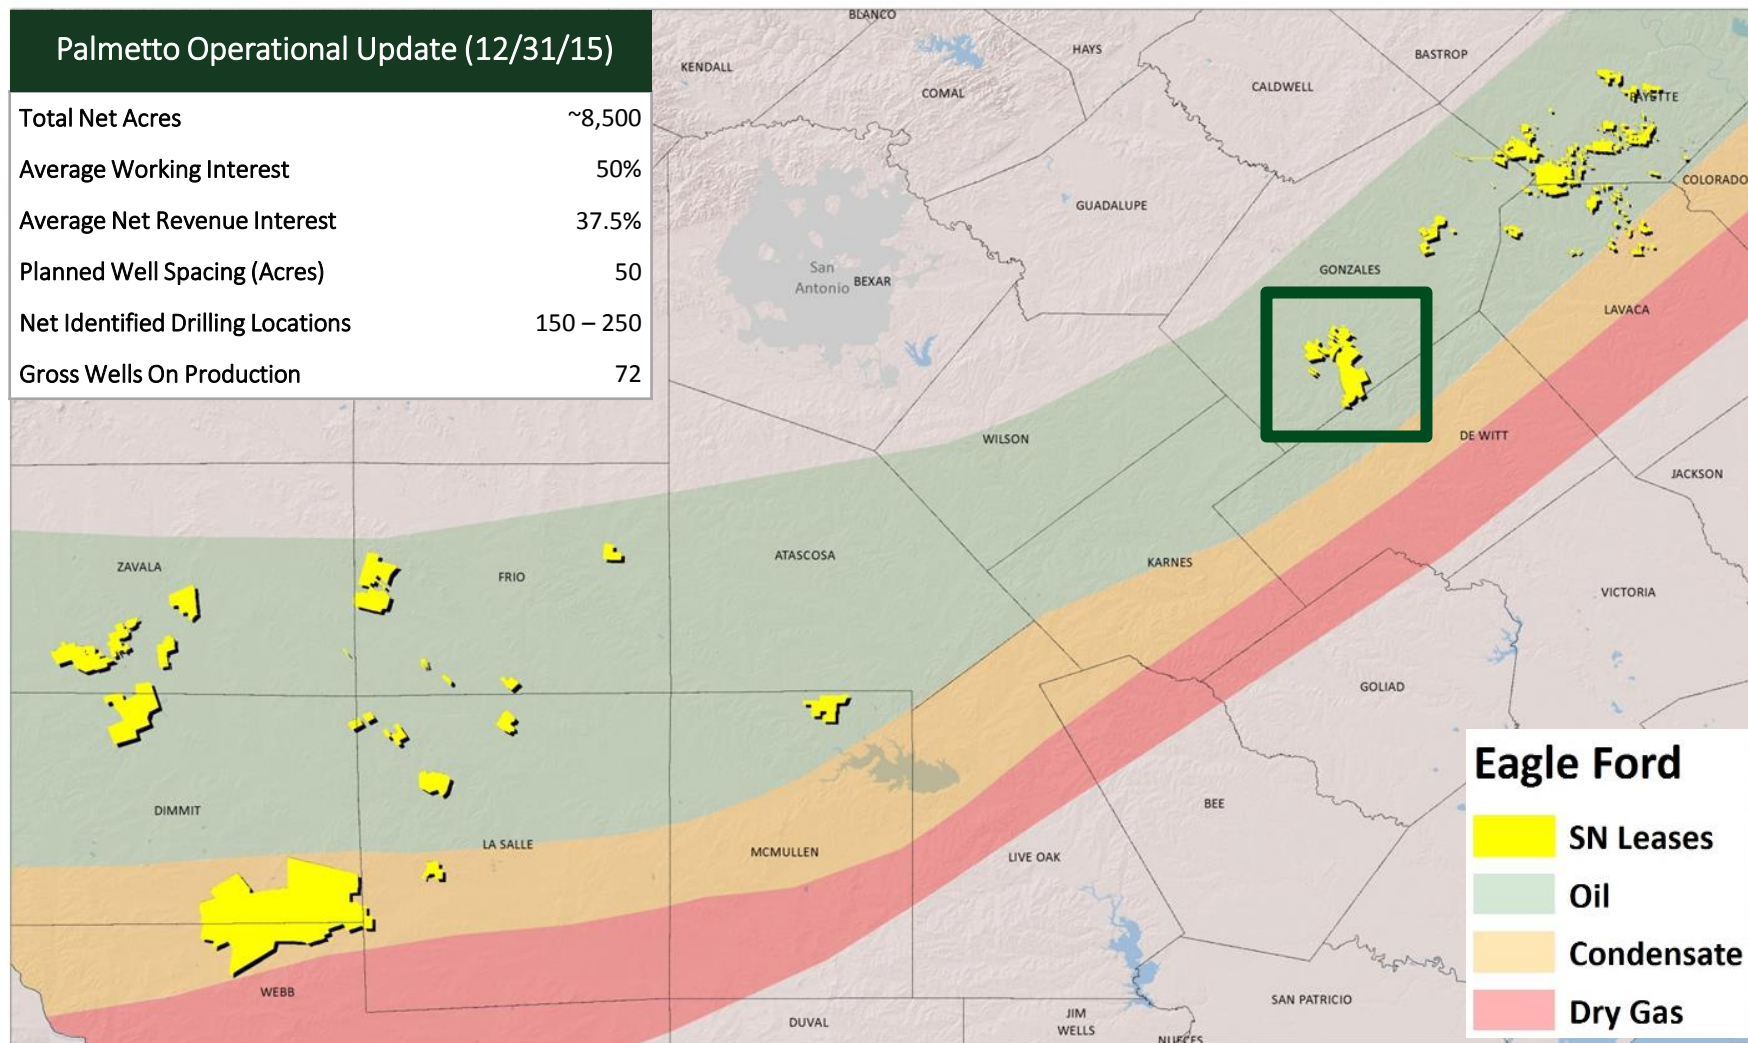 Palmetto Operational Update (12/31/15)
Total Net Acres ~8,500
Average Working Interest 50%
Average Net Revenue Interest 37.5%
Planned Well Spacing (Acres) 50
Net Identified Drilling Locations 150 – 250
Gross Wells On Production 72
BLANCO
HAYS
BASTROP
KENDALL
COMAL
CALDWELL
FAYETTE
COLORADO
GUADALUPE
San
Antonio
BEXAR
GONZALES
LAVACA
WILSON
DE WITT
JACKSON
ZAVALA
FRIO
ATASCOSA
KARNES
VICTORIA
GOLIAD
DIMMIT
LA SALLE
MCMULLEN
LIVE OAK
BEE
WEBB
DUVAL
JIM
WELLS
SAN PATRICIO
NUECES
Eagle Ford
SN Leases
Oil
Condensate
Dry Gas